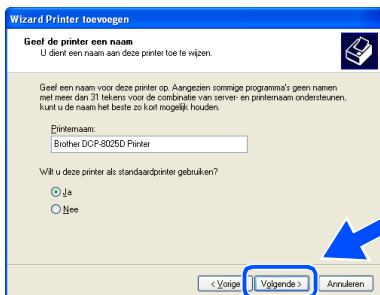 Wizard Printer toevoegen
Geef de printer een naam
U dient een naam aan deze printer toe te wijzen.
Geef een naam voor deze printer op. Aangezien sommige programma's geen namen
met meer dan 31 tekens voor de combinatie van server- en printernaam ondersteunen,
kunt u de naam het beste zo kort mogelijk houden.
Printernaam:
Brother DCP-8025D Printer
Wilt u deze printer als standaardprinter gebruiken?
Ja
Nee
< Vorige
Volgende >
Annuleren